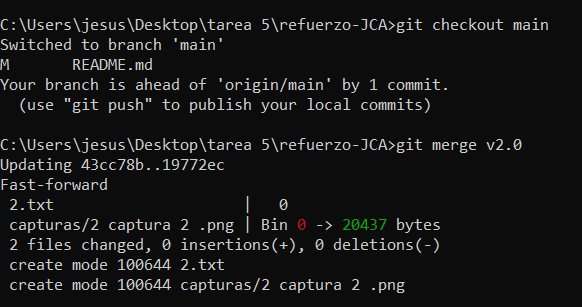 C:\Users\jesus\Desktop\tarea 5\refuerzo-JCA>git checkout main
Switched to branch 'main'
M       README.md
Your branch is ahead of 'origin/main' by 1 commit.
  (use "git push" to publish your local commits)
C:\Users\jesus\Desktop\tarea 5\refuerzo-JCA>git merge v2.0
Updating 43cc78b..19772ec
Fast-forward
 2.txt                    |   0
 capturas/2 captura 2 .png | Bin 0 -> 20437 bytes
 2 files changed, 0 insertions(+), 0 deletions(-)
 create mode 100644 2.txt
 create mode 100644 capturas/2 captura 2 .png